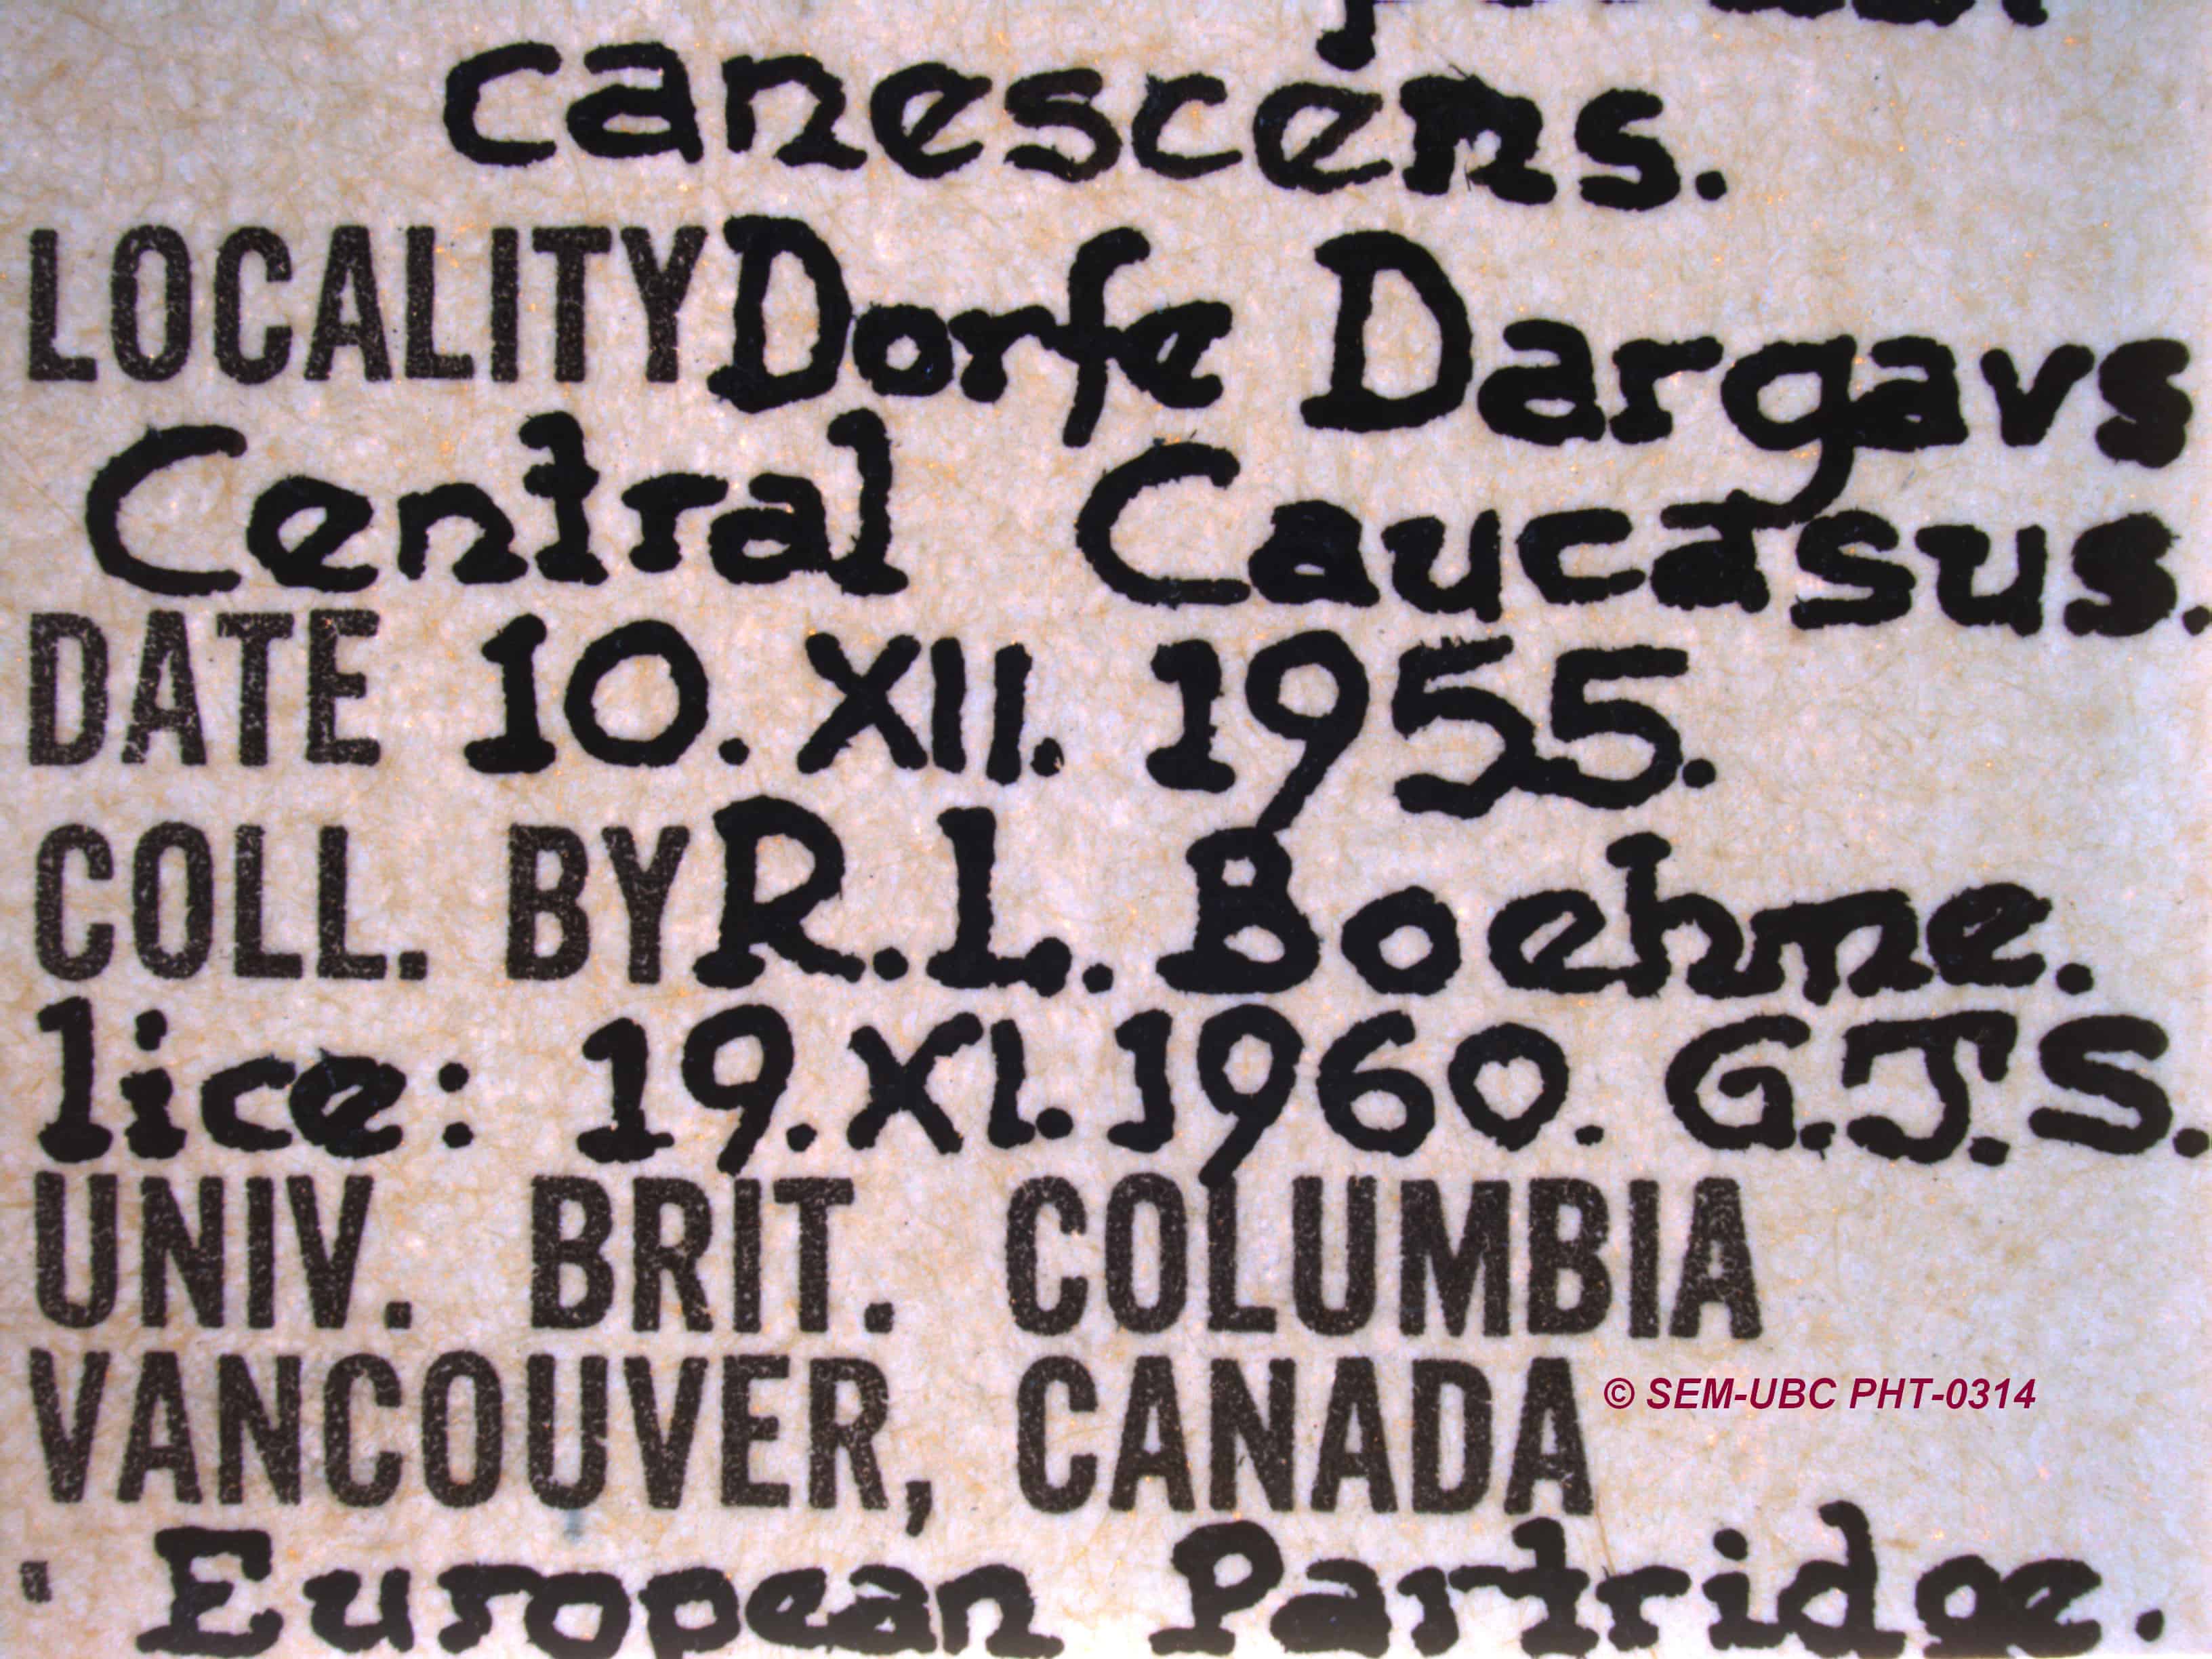 canescens.
LOCALITY Dorfe Dargavs
Central Caucasus.
DATE 10. XII. 1955.
COLL. BY R.L. Boehme.
lice: 19.XI.1960. G.J.S.
UNIV. BRIT. COLUMBIA
VANCOUVER, CANADA
© SEM-UBC PHT-0314
European Partridge.